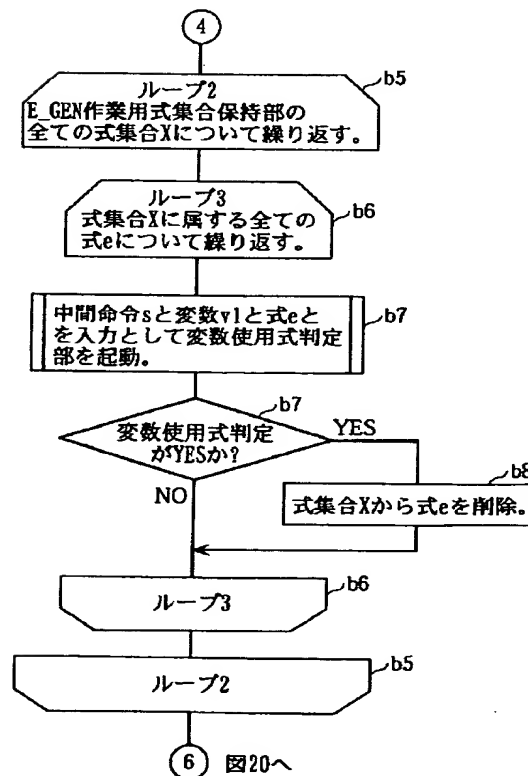 4
b5
ループ2
E_GEN作業用式集合保持部の
全ての式集合Xについて繰り返す。
ループ3
b6
式集合Xに属する全ての
式eについて繰り返す。
中間命令sと変数v1と式eと
を入力として変数使用式判定
部を起動。
b7
b7
変数使用式判定
がYESか?
YES
NO
b8
式集合Xから式eを削除。
b6
ループ3
b5
ループ2
6 図20へ